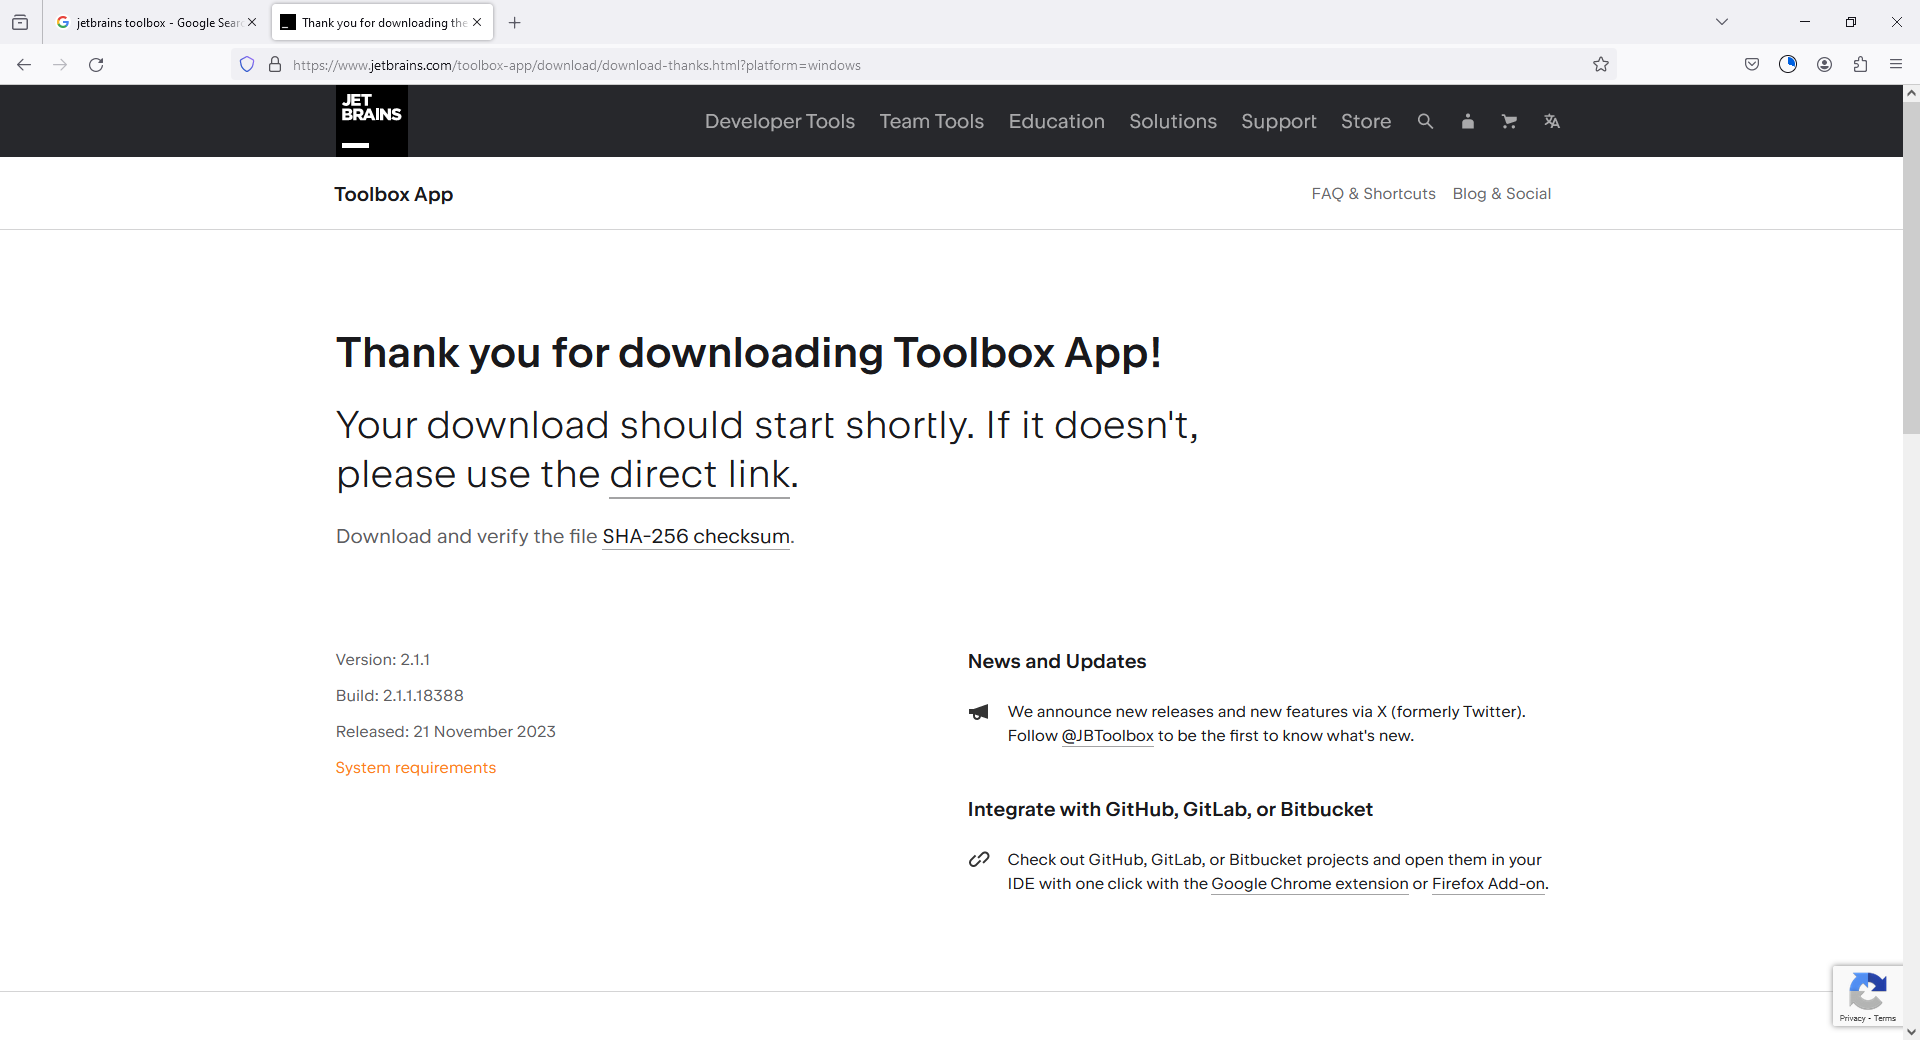 jetbrains toolbox - Google Sear
Thank you for downloading the
https://www.jetbrains.com/toolbox-app/download/download-thanks.html?platform=windows
JET
BRAINS
Developer Tools
Team Tools
Education
Solutions
Support
Store
Toolbox App
FAQ & Shortcuts
Blog & Social
Thank you for downloading Toolbox App!
Your download should start shortly. If it doesn't,
please use the direct link.
Download and verify the file SHA-256 checksum.
Version: 2.1.1
Build: 2.1.1.18388
Released: 21 November 2023
System requirements
News and Updates
We announce new releases and new features via X (formerly Twitter).
Follow @JBToolbox to be the first to know what's new.
Integrate with GitHub, GitLab, or Bitbucket
Check out GitHub, GitLab, or Bitbucket projects and open them in your
IDE with one click with the Google Chrome extension or Firefox Add-on.
Privacy - Terms